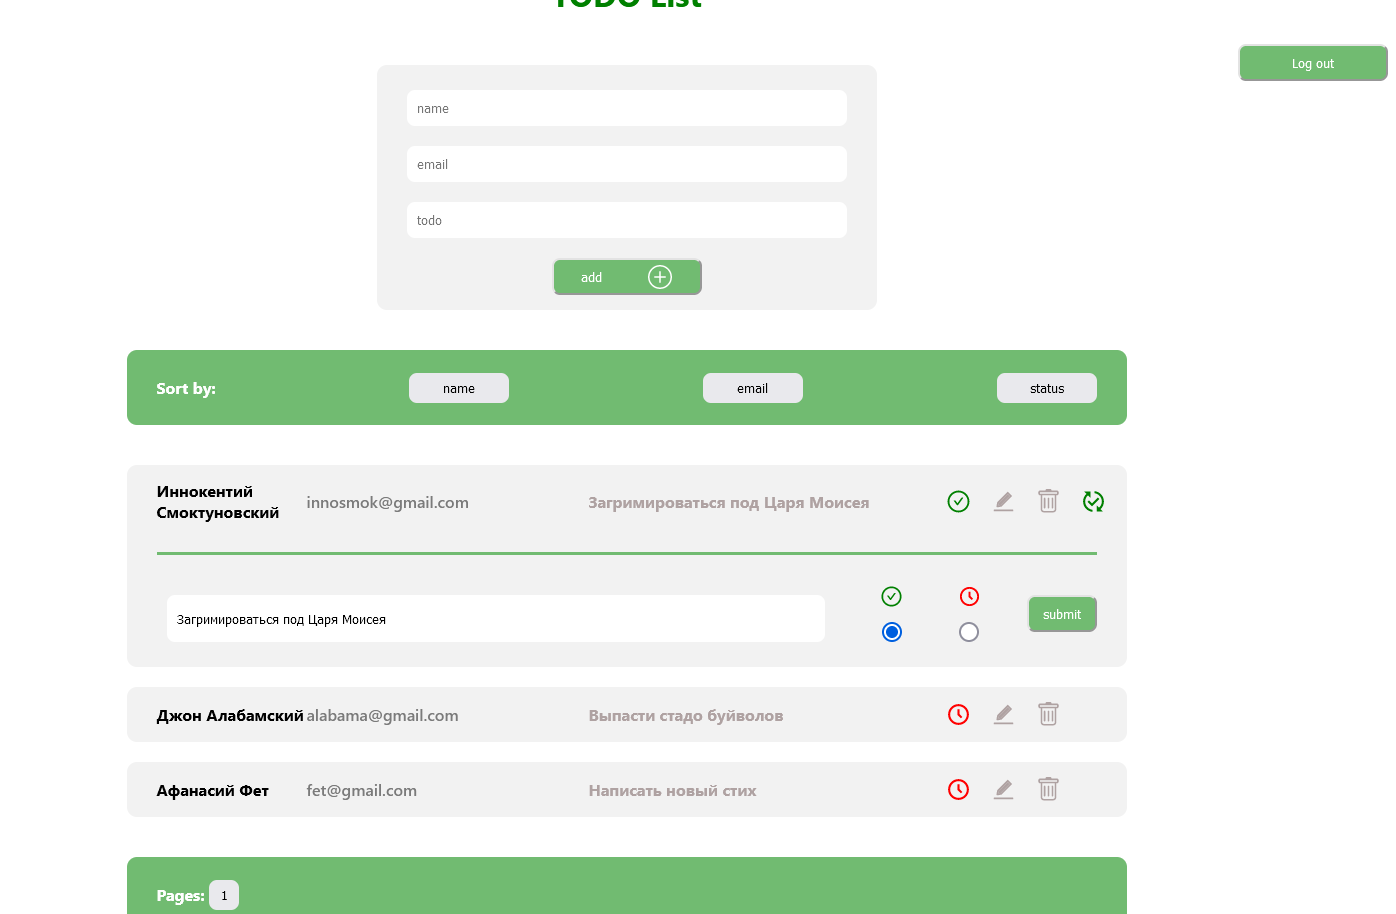 TODO List
Log out
name
email
todo
add
Sort by:
name
email
status
Иннокентий
Смоктуновский
innosmok@gmail.com
Загримироваться под Царя Моисея
Загримироваться под Царя Моисея
submit
Джон Алабамский
alabama@gmail.com
Выпасти стадо буйволов
Афанасий Фет
fet@gmail.com
Написать новый стих
Pages: 1